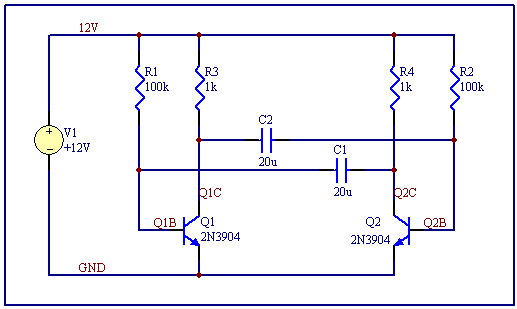 12V
R1
100k
R3
1k
R4
1k
R2
100k
+
V1
−
+12V
C2
20u
C1
20u
Q1C
Q2C
Q1B
Q1
2N3904
Q2
2N3904
Q2B
GND